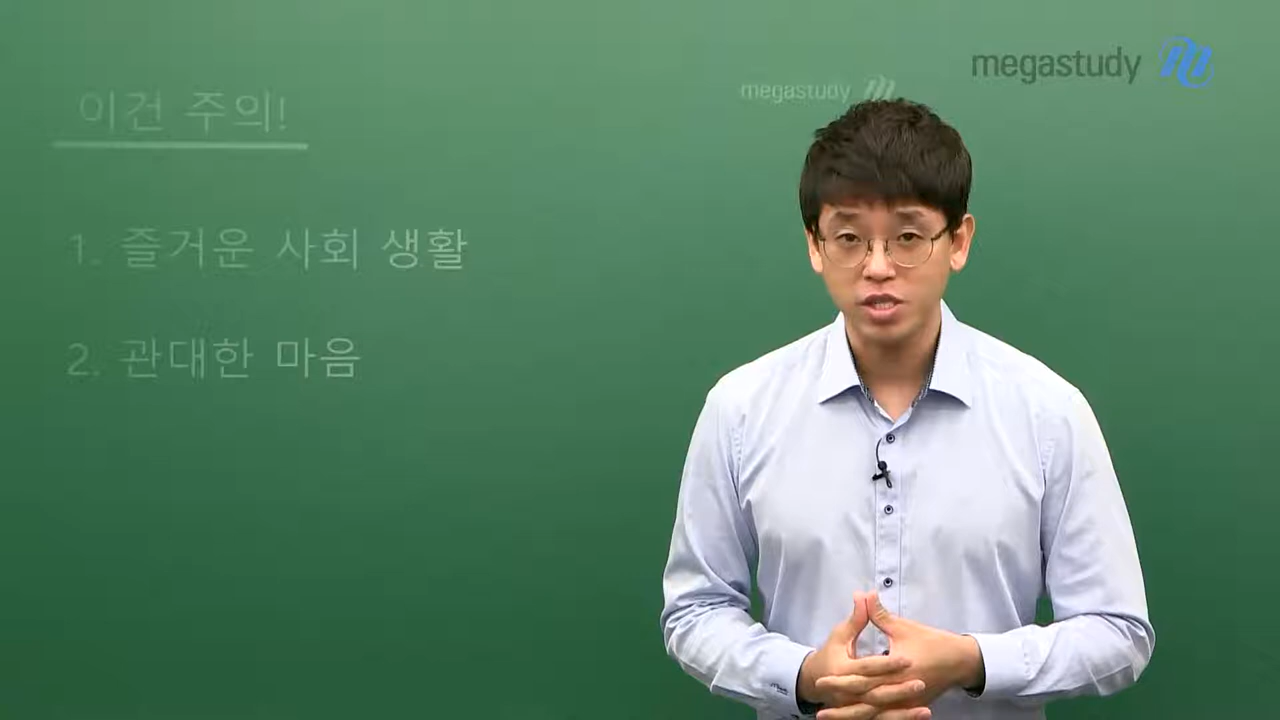 이건 주의!
megastudy
megastudy
1. 즐거운 사회 생활
2. 관대한 마음